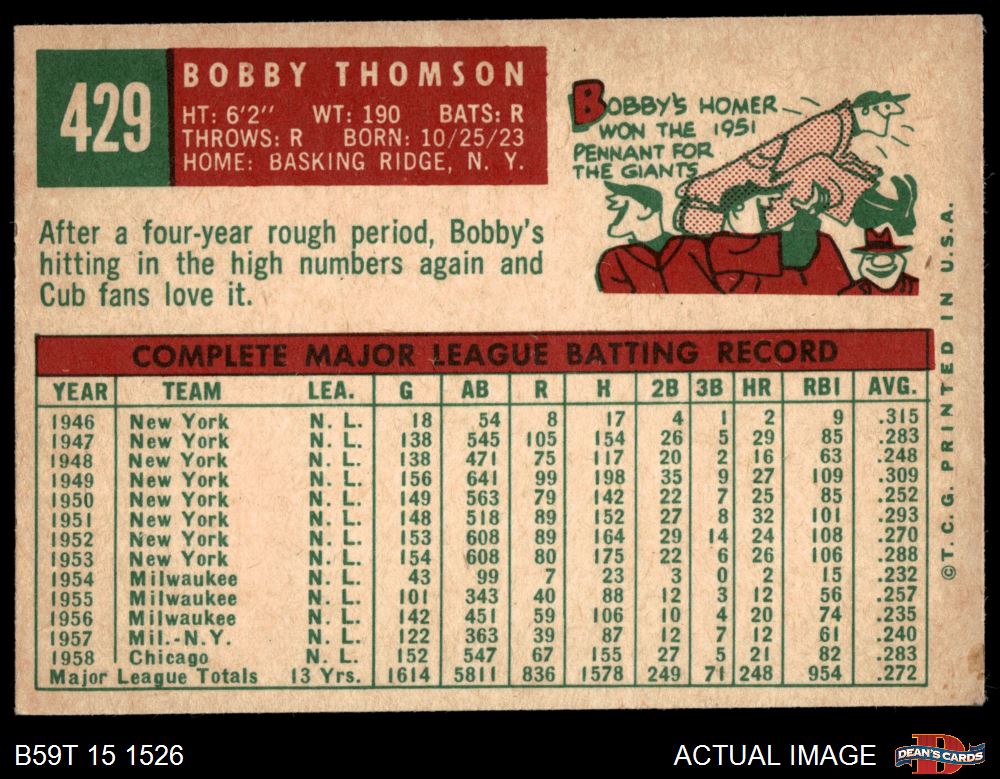 429
BOBBY THOMSON
HT: 6'2" WT: 190 BATS: R
THROWS: R BORN: 10/25/23
HOME: BASKING RIDGE, N. Y.
BOBBY'S HOMER
WON THE 1951
PENNANT FOR
THE GIANTS
After a four-year rough period, Bobby's
hitting in the high numbers again and
Cub fans love it.
COMPLETE MAJOR LEAGUE BATTING RECORD
YEAR TEAM LEA. G AB R H 2B 3B HR RBI AVG.
1946 New York N. L. 18 54 8 17 4 1 2 9 .315
1947 New York N. L. 138 545 105 154 26 5 29 85 .283
1948 New York N. L. 138 471 75 117 20 2 16 63 .248
1949 New York N. L. 156 641 99 198 35 9 27 109 .309
1950 New York N. L. 149 563 79 142 22 7 25 85 .252
1951 New York N. L. 148 518 89 152 27 8 32 101 .293
1952 New York N. L. 153 608 89 164 29 14 24 108 .270
1953 New York N. L. 154 608 80 175 22 6 26 106 .288
1954 Milwaukee N. L. 43 99 7 23 3 0 2 15 .232
1955 Milwaukee N. L. 101 343 40 88 12 3 12 56 .257
1956 Milwaukee N. L. 142 451 59 106 10 4 20 74 .235
1957 Mil.-N.Y. N. L. 122 363 39 87 12 7 12 61 .240
1958 Chicago N. L. 152 547 67 155 27 5 21 82 .283
Major League Totals 13 Yrs. 1614 5811 836 1578 249 71 248 954 .272
©T. C. G. PRINTED IN U.S.A.
B59T 15 1526
ACTUAL IMAGE
DEAN'S CARDS